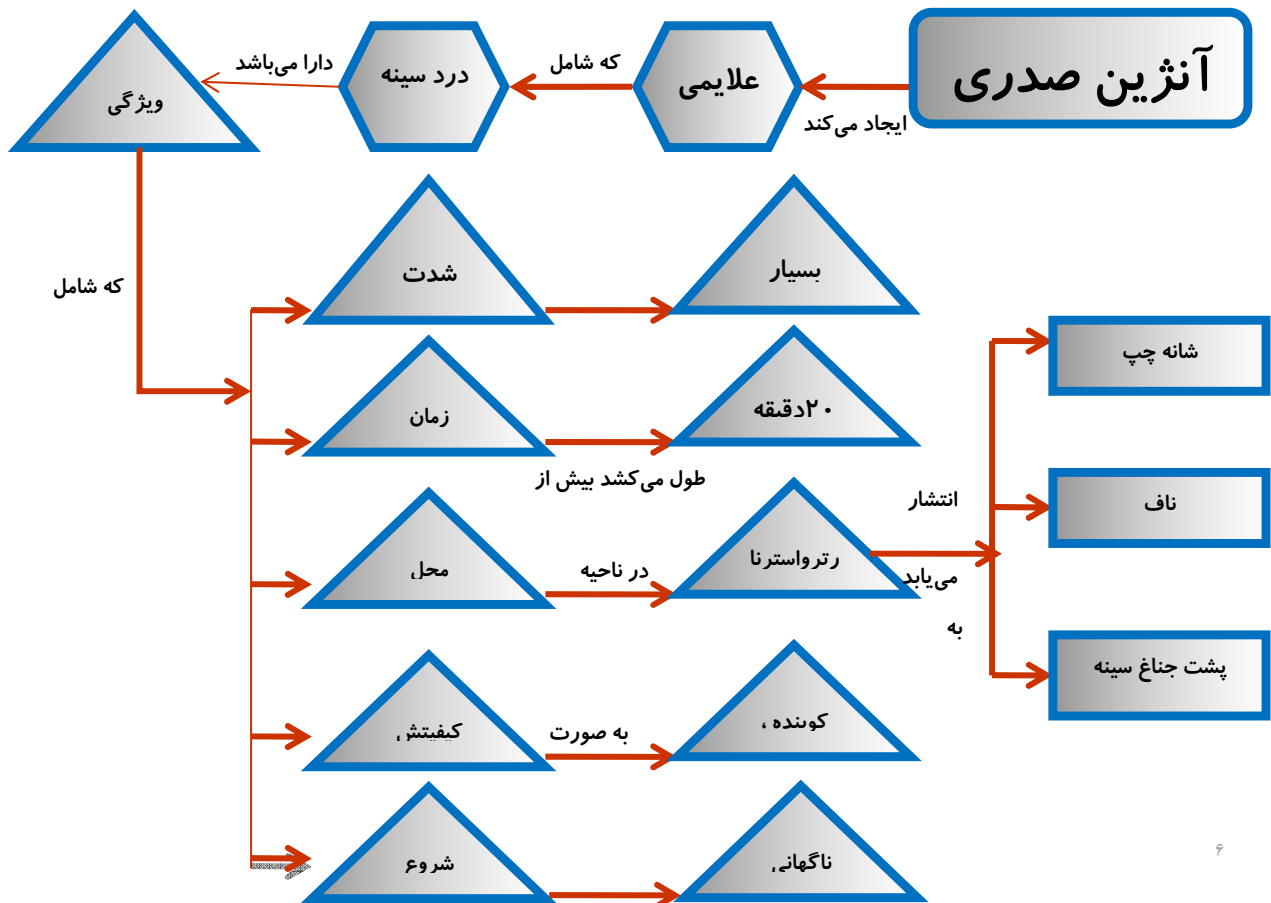 آنژین صدری
ایجاد می‌کند
علایمی
که شامل
درد سینه
دارا می‌باشد
ویژگی
که شامل
شدت
بسیار
زمان
طول می‌کشد بیش از
۲۰دقیقه
محل
در ناحیه
رترواسترنا
انتشار
می‌یابد
به
شانه چپ
ناف
پشت جناغ سینه
کیفیتش
به صورت
کوبنده ،
شروع
ناگهانی
۶